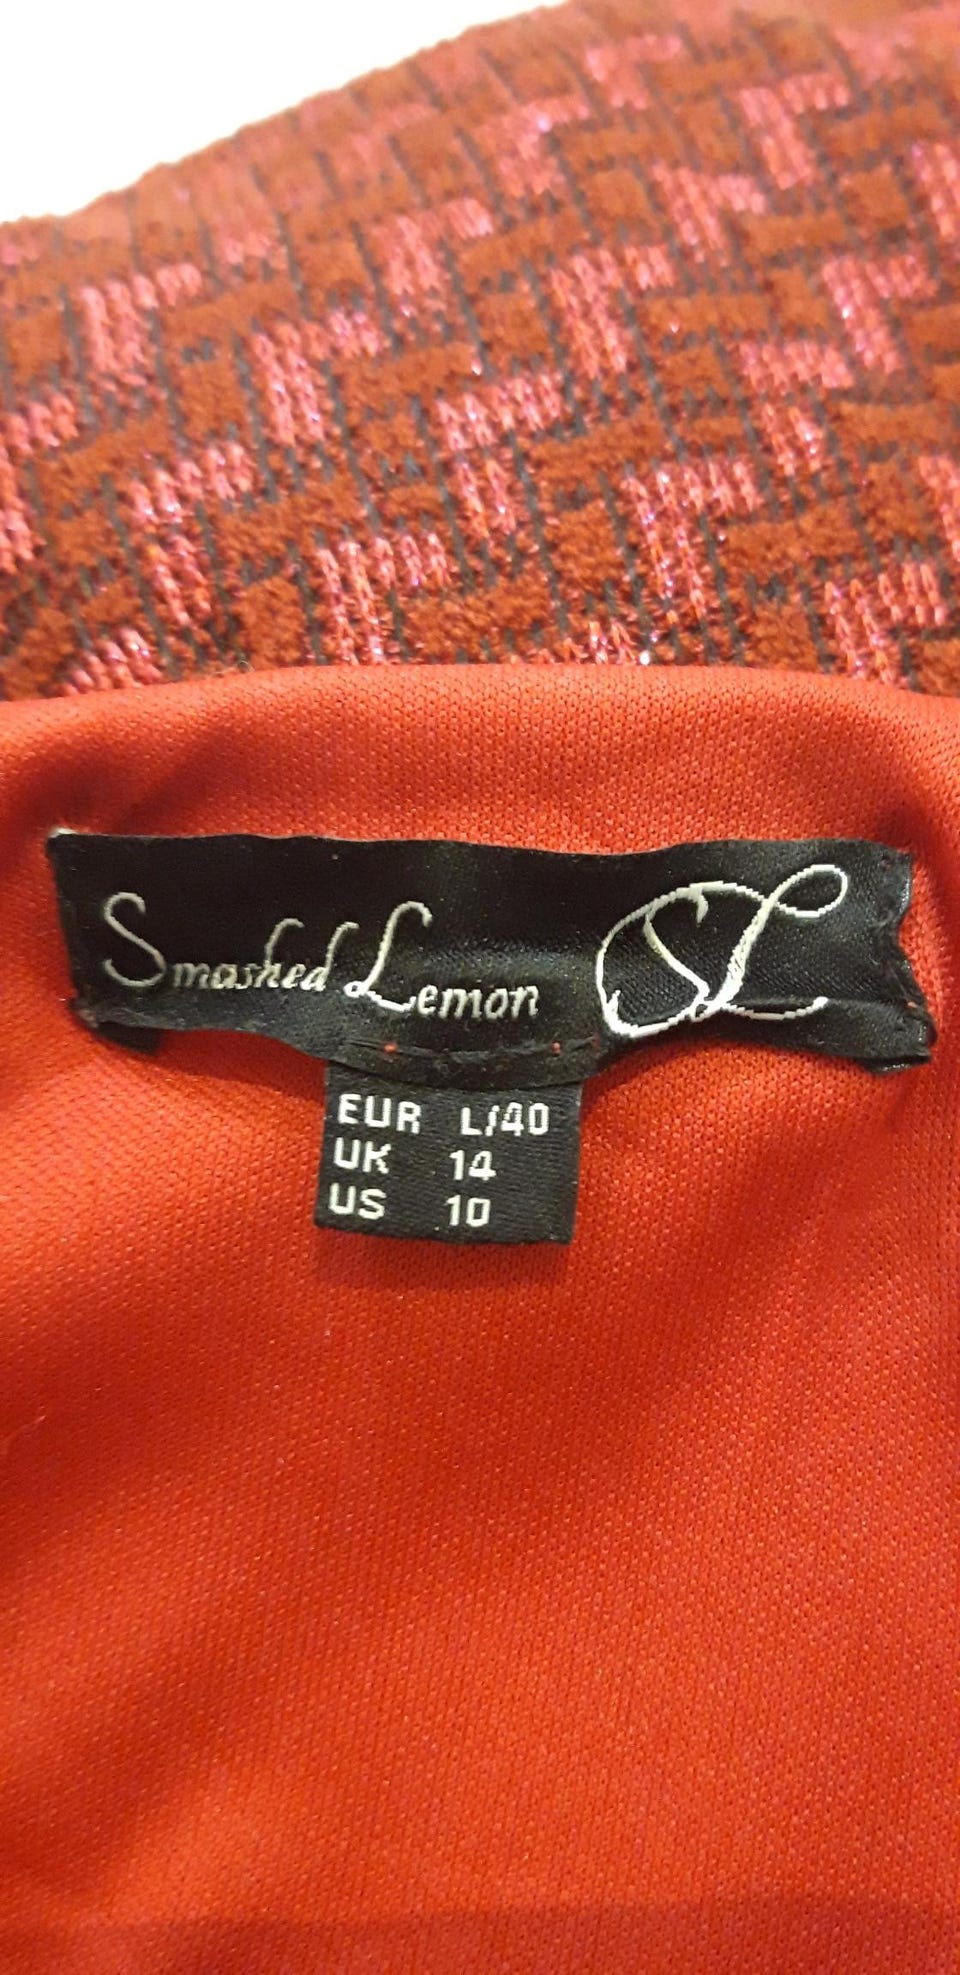 Smashed Lemon SL
EUR L/40
UK 14
US 10